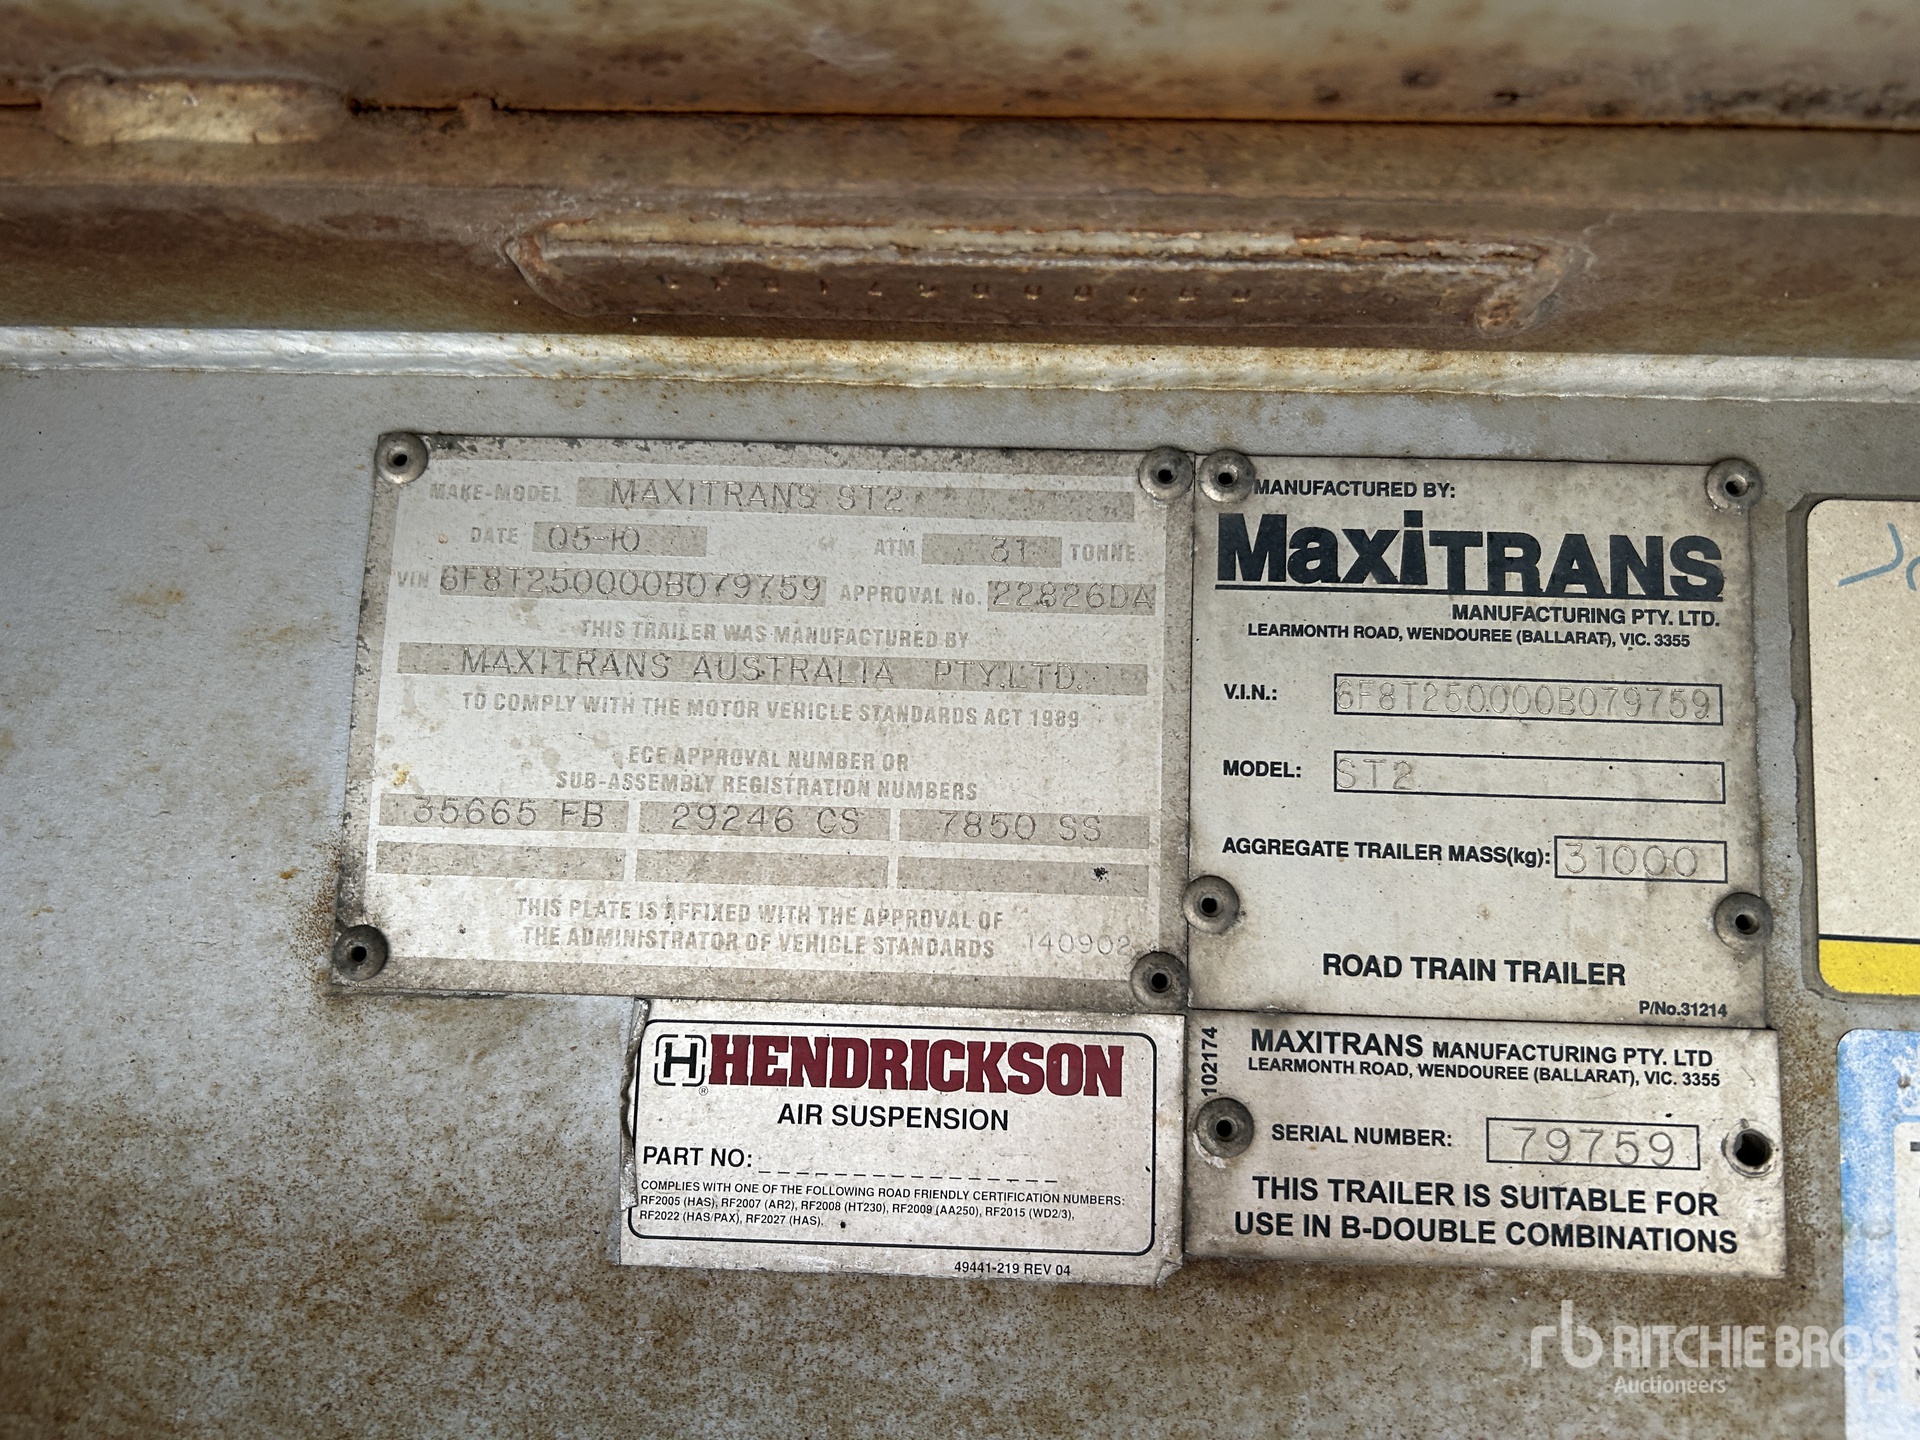 MAKE-MODEL MAXITRANS ST2
DATE 05-10 ATM 31 TONNE
VIN 6F8T250000B079759 APPROVAL No. 22826DA
THIS TRAILER WAS MANUFACTURED BY
MAXITRANS AUSTRALIA PTY.LTD.
TO COMPLY WITH THE MOTOR VEHICLE STANDARDS ACT 1989
ECE APPROVAL NUMBER OR
SUB-ASSEMBLY REGISTRATION NUMBERS
35665 FB 29246 CS 7850 SS
THIS PLATE IS AFFIXED WITH THE APPROVAL OF
THE ADMINISTRATOR OF VEHICLE STANDARDS 140902
MANUFACTURED BY:
MaxiTRANS
MANUFACTURING PTY. LTD.
LEARMONTH ROAD, WENDOUREE (BALLARAT), VIC. 3355
V.I.N.: 6F8T250000B079759
MODEL: ST2
AGGREGATE TRAILER MASS(kg): 31000
ROAD TRAIN TRAILER
P/No.31214
H HENDRICKSON
®
AIR SUSPENSION
PART NO:
COMPLIES WITH ONE OF THE FOLLOWING ROAD FRIENDLY CERTIFICATION NUMBERS:
RF2005 (HAS), RF2007 (AR2), RF2008 (HT230), RF2009 (AA250), RF2015 (WD2/3),
RF2022 (HAS/PAX), RF2027 (HAS).
49441-219 REV 04
102174
MAXITRANS MANUFACTURING PTY. LTD
LEARMONTH ROAD, WENDOUREE (BALLARAT), VIC. 3355
SERIAL NUMBER: 79759
THIS TRAILER IS SUITABLE FOR
USE IN B-DOUBLE COMBINATIONS
rb RITCHIE BROS
Auctioneers